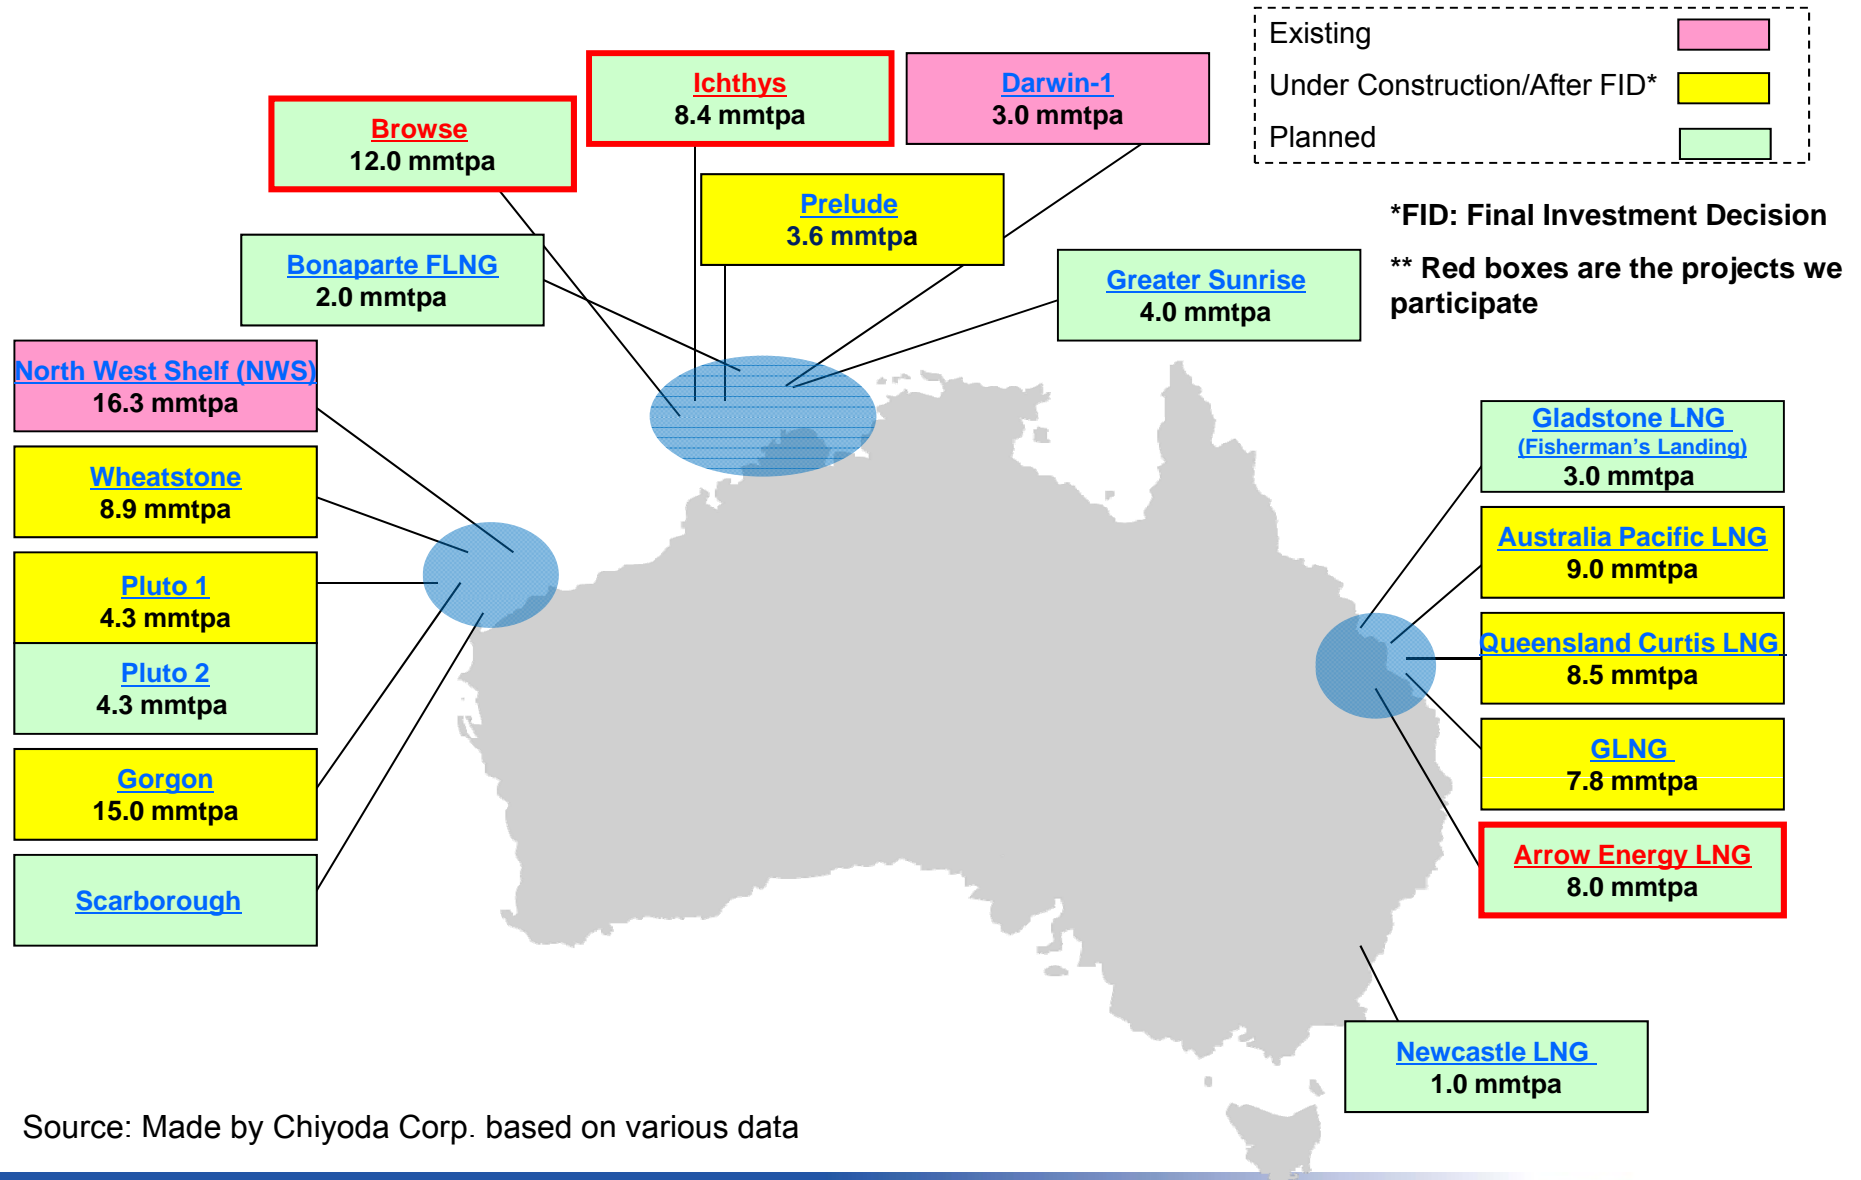 Existing
Under Construction/After FID*
Planned
*FID: Final Investment Decision
** Red boxes are the projects we
participate
Ichthys
8.4 mmtpa
Darwin-1
3.0 mmtpa
Browse
12.0 mmtpa
Prelude
3.6 mmtpa
Bonaparte FLNG
2.0 mmtpa
Greater Sunrise
4.0 mmtpa
North West Shelf (NWS)
16.3 mmtpa
Wheatstone
8.9 mmtpa
Pluto 1
4.3 mmtpa
Pluto 2
4.3 mmtpa
Gorgon
15.0 mmtpa
Scarborough
Gladstone LNG
(Fisherman's Landing)
3.0 mmtpa
Australia Pacific LNG
9.0 mmtpa
Queensland Curtis LNG
8.5 mmtpa
GLNG
7.8 mmtpa
Arrow Energy LNG
8.0 mmtpa
Newcastle LNG
1.0 mmtpa
Source: Made by Chiyoda Corp. based on various data